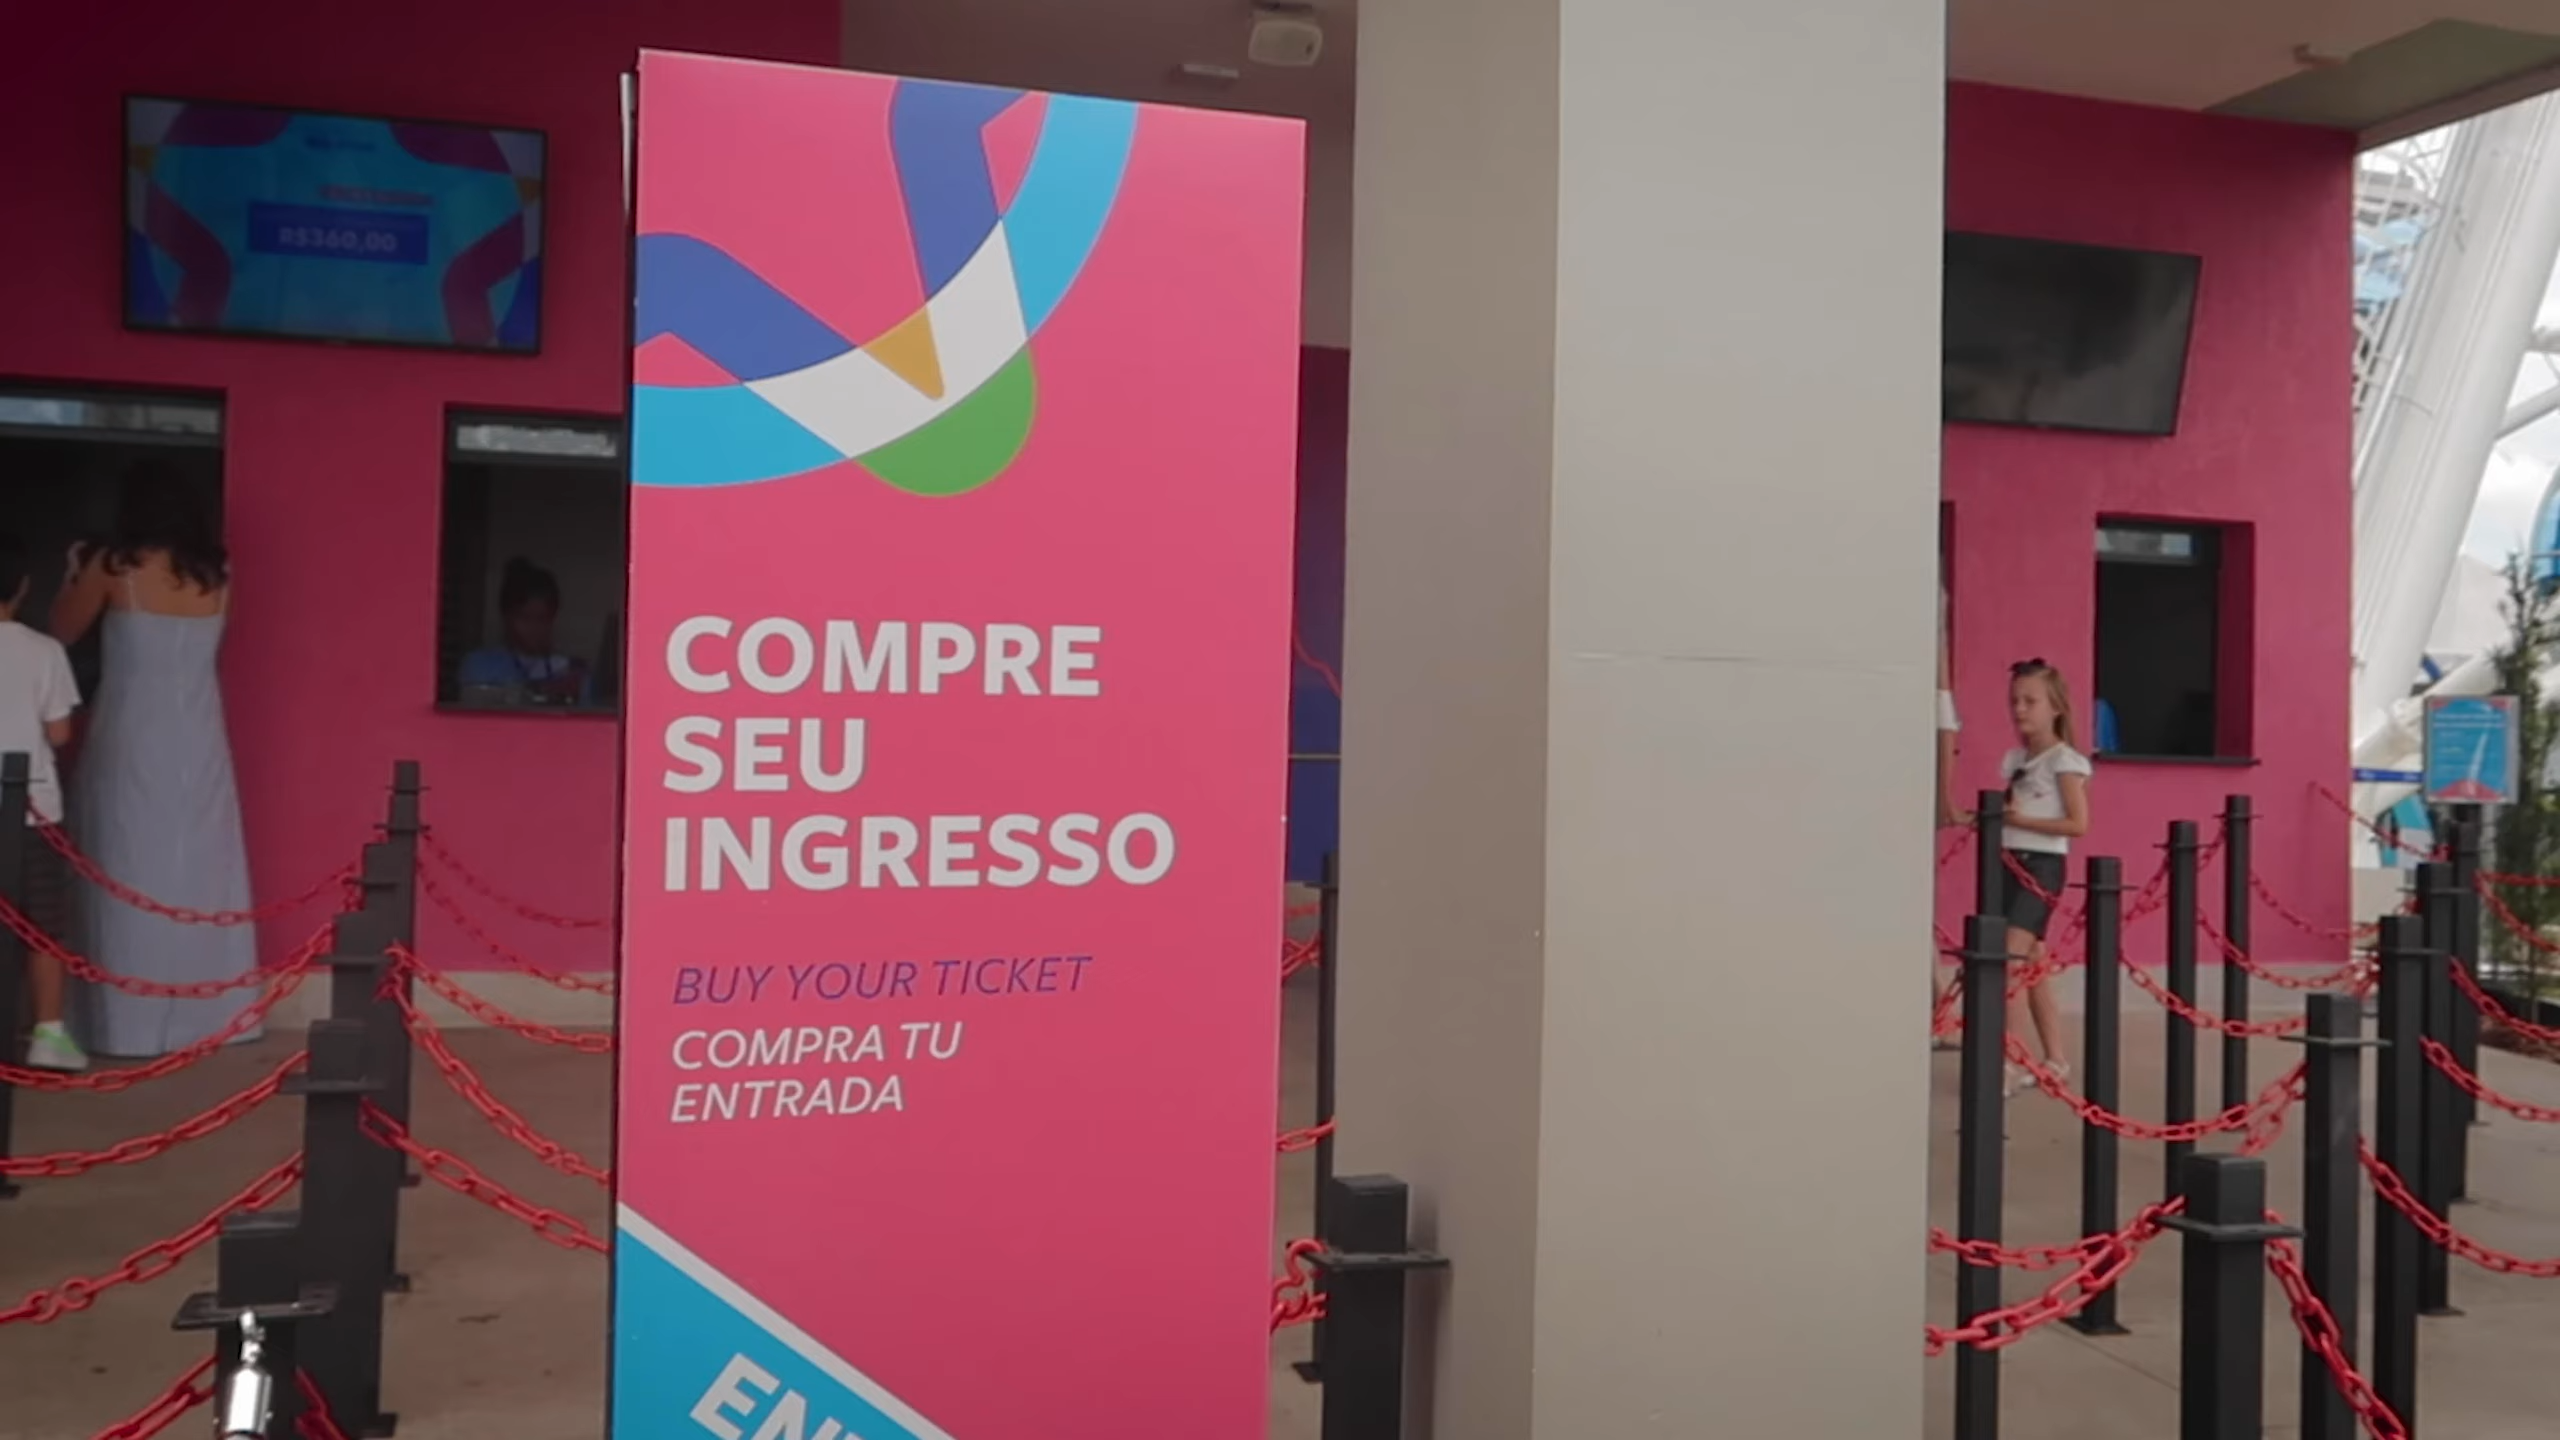 R$360,00
COMPRE
SEU
INGRESSO
BUY YOUR TICKET
COMPRA TU
ENTRADA